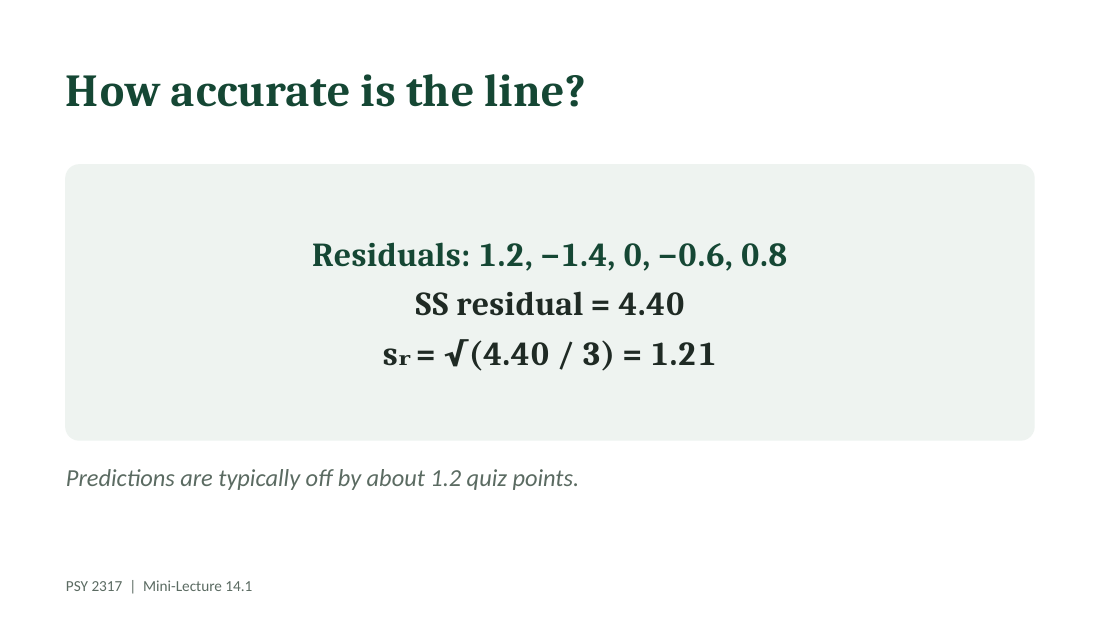 How accurate is the line?
Residuals: 1.2, −1.4, 0, −0.6, 0.8
SS residual = 4.40
sᵣ = √(4.40 / 3) = 1.21
Predictions are typically off by about 1.2 quiz points.
PSY 2317 | Mini-Lecture 14.1